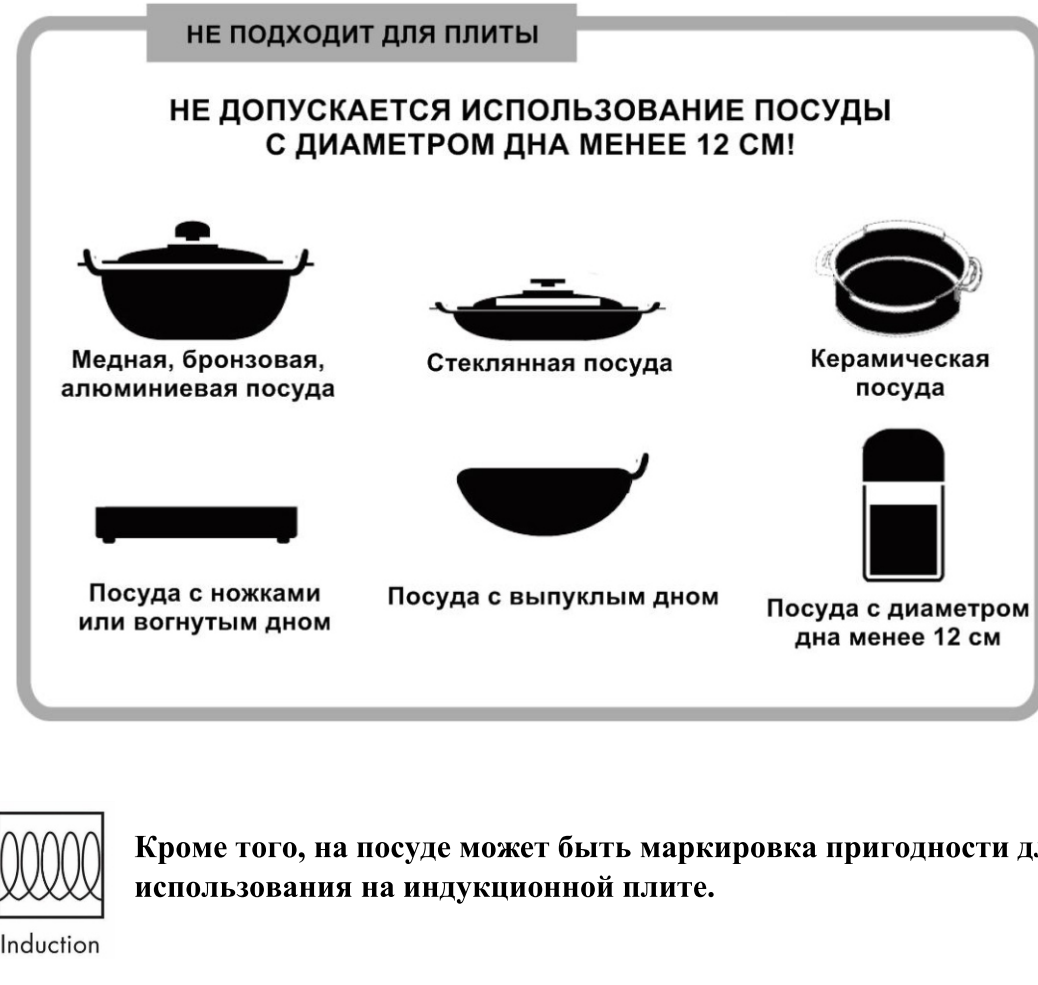 НЕ ПОДХОДИТ ДЛЯ ПЛИТЫ
НЕ ДОПУСКАЕТСЯ ИСПОЛЬЗОВАНИЕ ПОСУДЫ
С ДИАМЕТРОМ ДНА МЕНЕЕ 12 СМ!
Медная, бронзовая,
алюминиевая посуда
Стеклянная посуда
Керамическая
посуда
Посуда с ножками
или вогнутым дном
Посуда с выпуклым дном
Посуда с диаметром
дна менее 12 см
Кроме того, на посуде может быть маркировка пригодности
использования на индукционной плите.
Induction